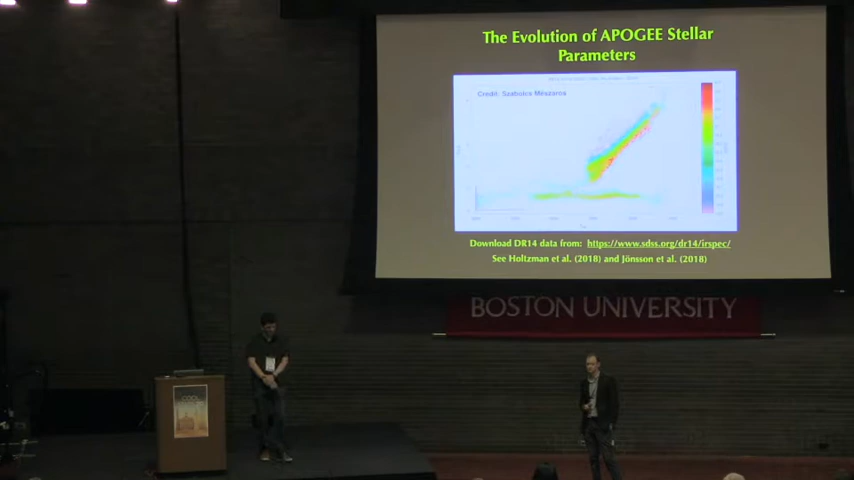 The Evolution of APOGEE Stellar
Parameters
Credit: Szabolcs Mészáros
Download DR14 data from: https://www.sdss.org/dr14/irspec/
See Holtzman et al. (2018) and Jönsson et al. (2018)
BOSTON UNIVERSITY
COOL